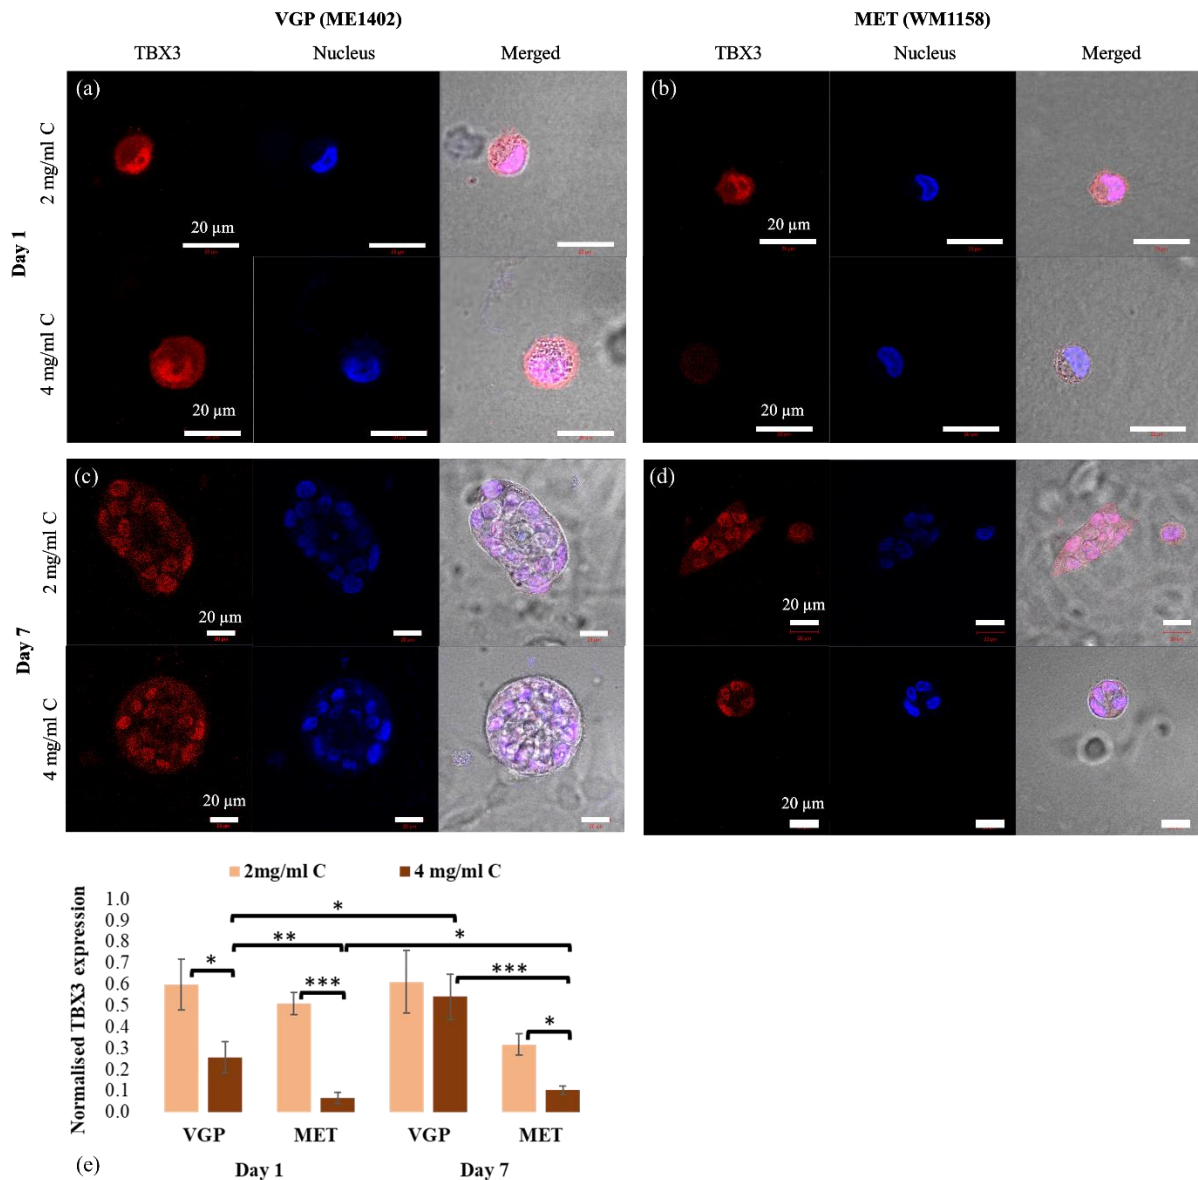 VGP (ME1402)
MET (WM1158)
TBX3 Nucleus Merged
TBX3 Nucleus Merged
Day 1
2 mg/ml C
(a)
20 µm
(b)
20 µm
4 mg/ml C
20 µm
20 µm
Day 7
2 mg/ml C
(c)
20 µm
(d)
20 µm
4 mg/ml C
20 µm
20 µm
2mg/ml C 4 mg/ml C
Normalised TBX3 expression
1.0
0.9
0.8
0.7
0.6
0.5
0.4
0.3
0.2
0.1
0.0
*
** *
* *** ***
*
VGP MET VGP MET
(e) Day 1 Day 7